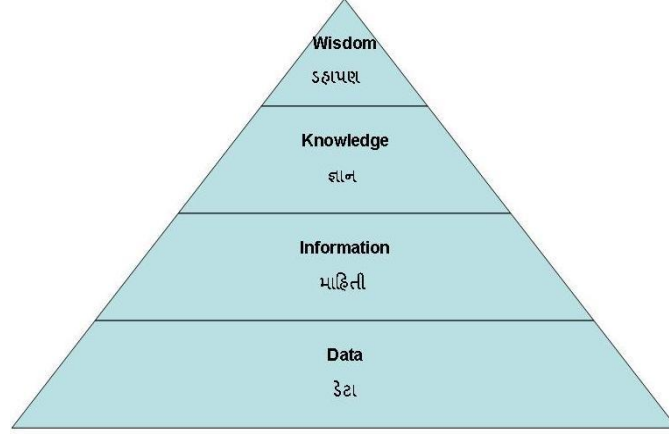 Wisdom
ડહાપણ
Knowledge
જ્ઞાન
Information
માહિતી
Data
ડેટા